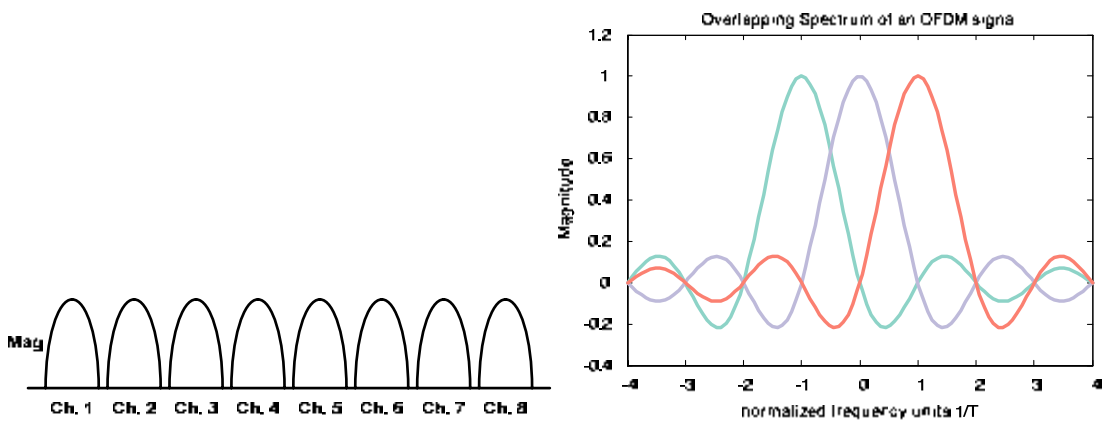 Mag
Ch. 1 Ch. 2 Ch. 3 Ch. 4 Ch. 5 Ch. 6 Ch. 7 Ch. 8
Overlapping Spectrum of an OFDM signa
Magnitude
1.2
1
0.8
0.6
0.4
0.2
0
-0.2
-0.4
-4 -3 -2 -1 0 1 2 3 4
normalized frequency units 1/T